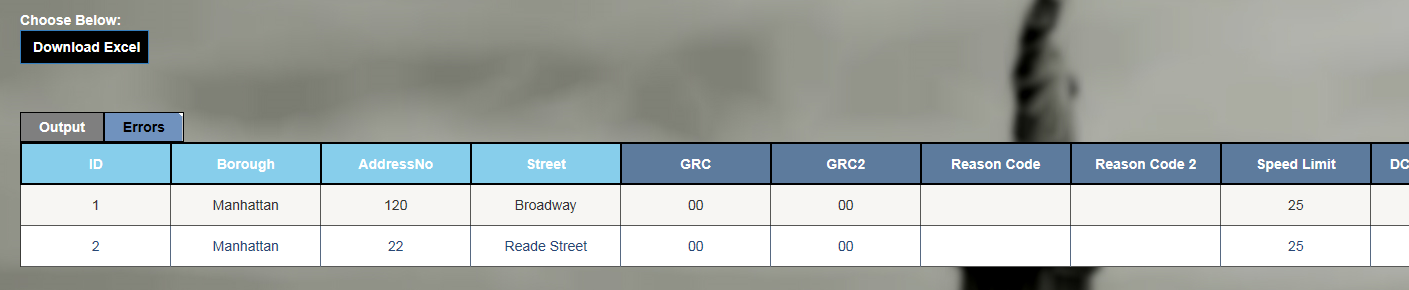 Choose Below:
Download Excel
Output Errors
ID Borough AddressNo Street GRC GRC2 Reason Code Reason Code 2 Speed Limit DC
1 Manhattan 120 Broadway 00 00 25
2 Manhattan 22 Reade Street 00 00 25